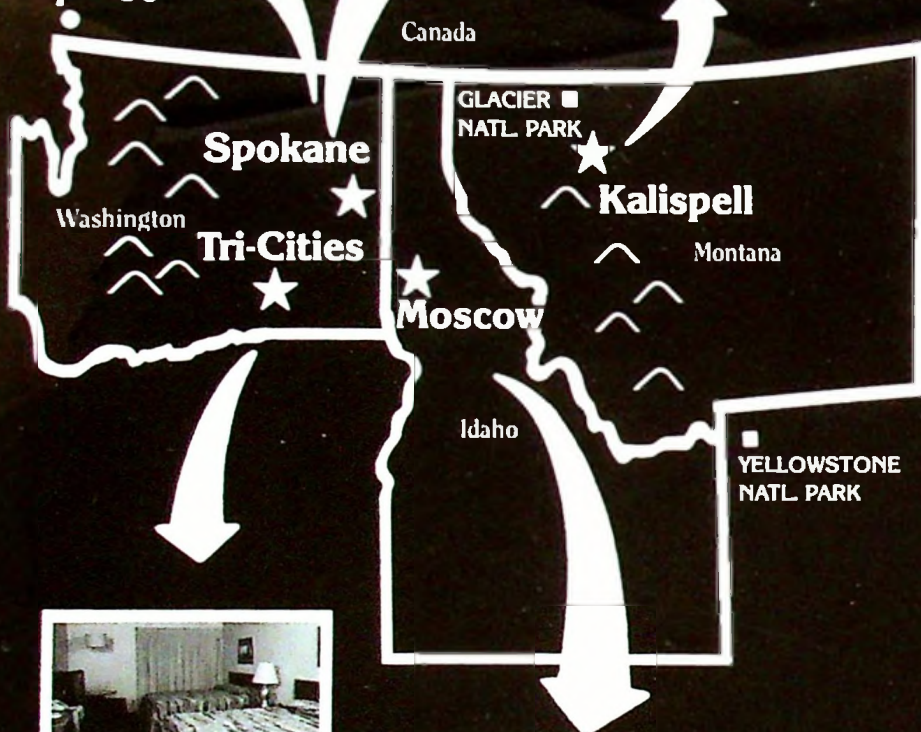 Canada
GLACIER
NATL. PARK
Spokane
Kalispell
Washington
Tri-Cities
Montana
Moscow
Idaho
YELLOWSTONE
NATL. PARK